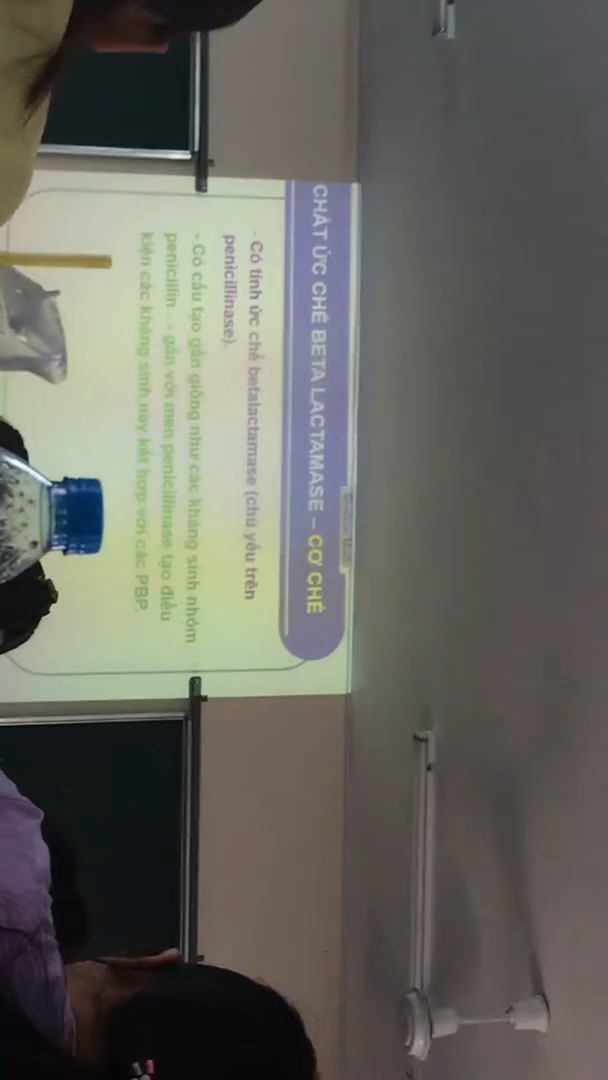 CHẤT ỨC CHẾ BETA LACTAMASE – CƠ CHẾ
- Có tính ức chế betalactamase (chủ yếu trên
penicillinase).
- Có cấu tạo gần giống như các kháng sinh nhóm
penicillin → gắn với men penicillinase tạo điều
kiện các kháng sinh này kết hợp với các PBP.